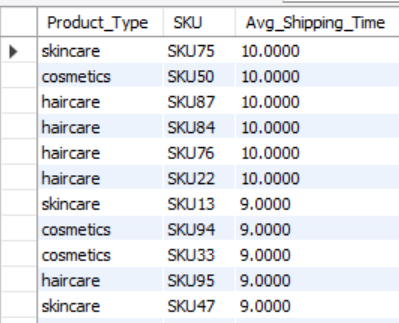 Product_Type SKU Avg_Shipping_Time
skincare SKU75 10.0000
cosmetics SKU50 10.0000
haircare SKU87 10.0000
haircare SKU84 10.0000
haircare SKU76 10.0000
haircare SKU22 10.0000
skincare SKU13 9.0000
cosmetics SKU94 9.0000
cosmetics SKU33 9.0000
haircare SKU95 9.0000
skincare SKU47 9.0000